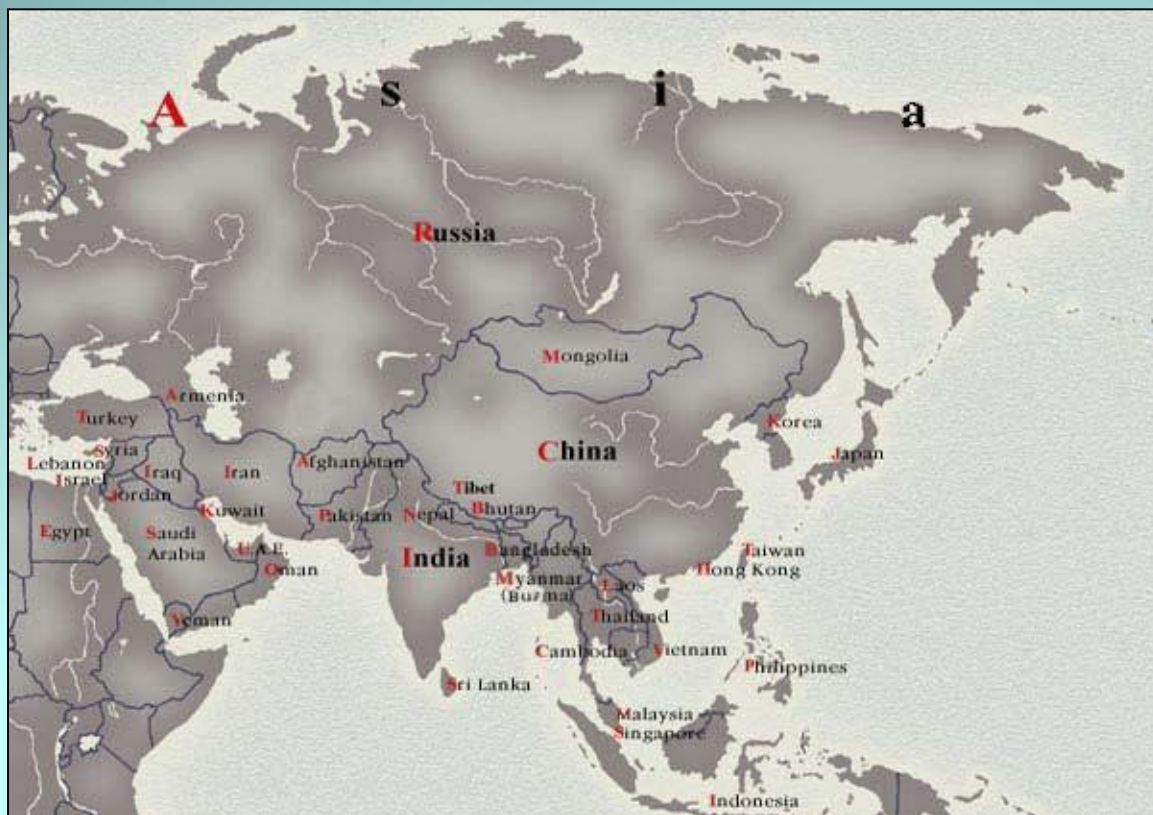 Asia
Russia
Mongolia
Armenia
Turkey
Korea
China
Japan
Syria
Lebanon
Iraq
Iran
Afghanistan
Israel
Tibet
Jordan
Kuwait
Pakistan
Nepal
Bhutan
Egypt
Saudi
Arabia
U.A.E.
India
Bangladesh
Taiwan
Oman
Myanmar
(Burma)
Laos
Hong Kong
Yeman
Thailand
Cambodia
Vietnam
Philippines
Sri Lanka
Malaysia
Singapore
Indonesia